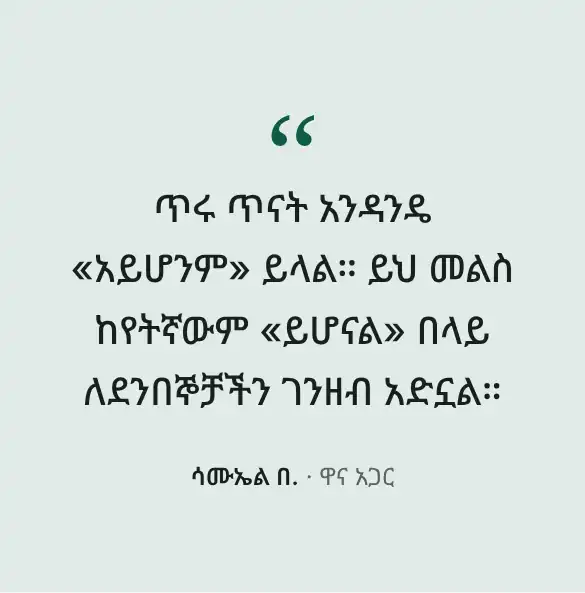 “
ጥሩ ጥናት አንዳንዴ
«አይሆንም» ይላል። ይህ መልስ
ከየትኛውም «ይሆናል» በላይ
ለደንበኞቻችን ገንዘብ አድኗል።
ሳሙኤል በ. · ዋና አጋር